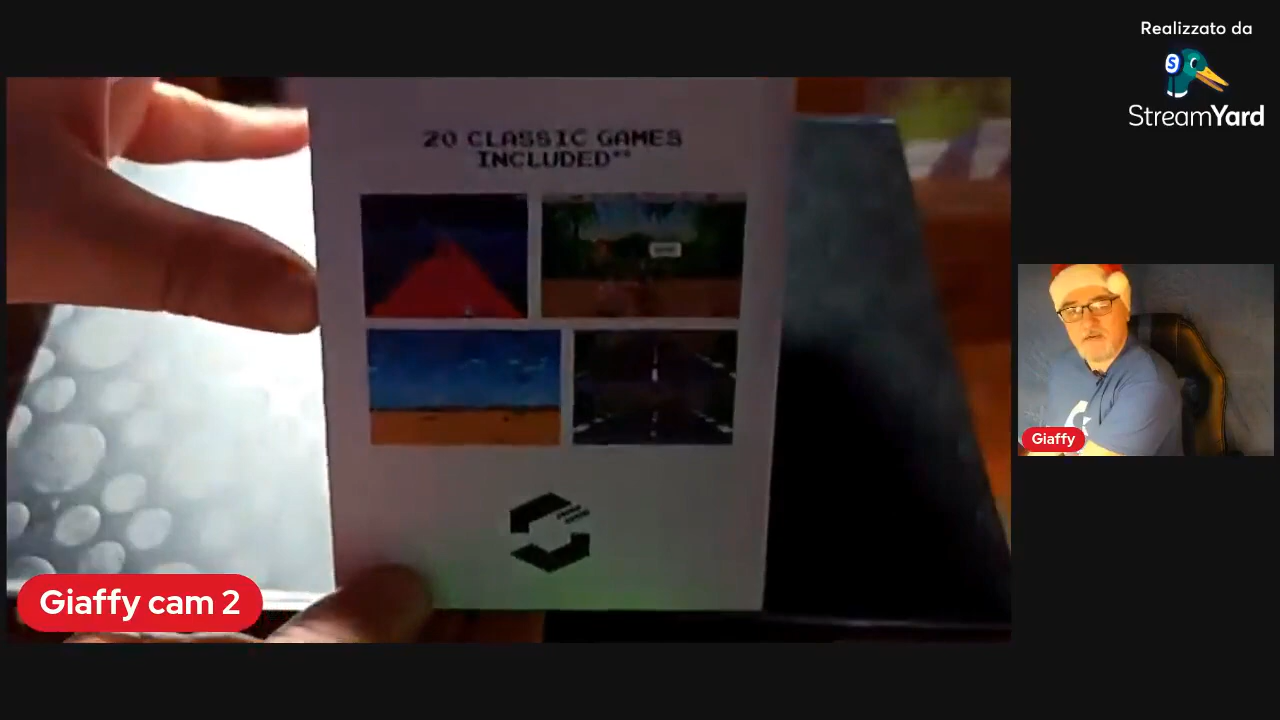 Realizzato da
StreamYard
20 CLASSIC GAMES
INCLUDED**
Giaffy
Giaffy cam 2